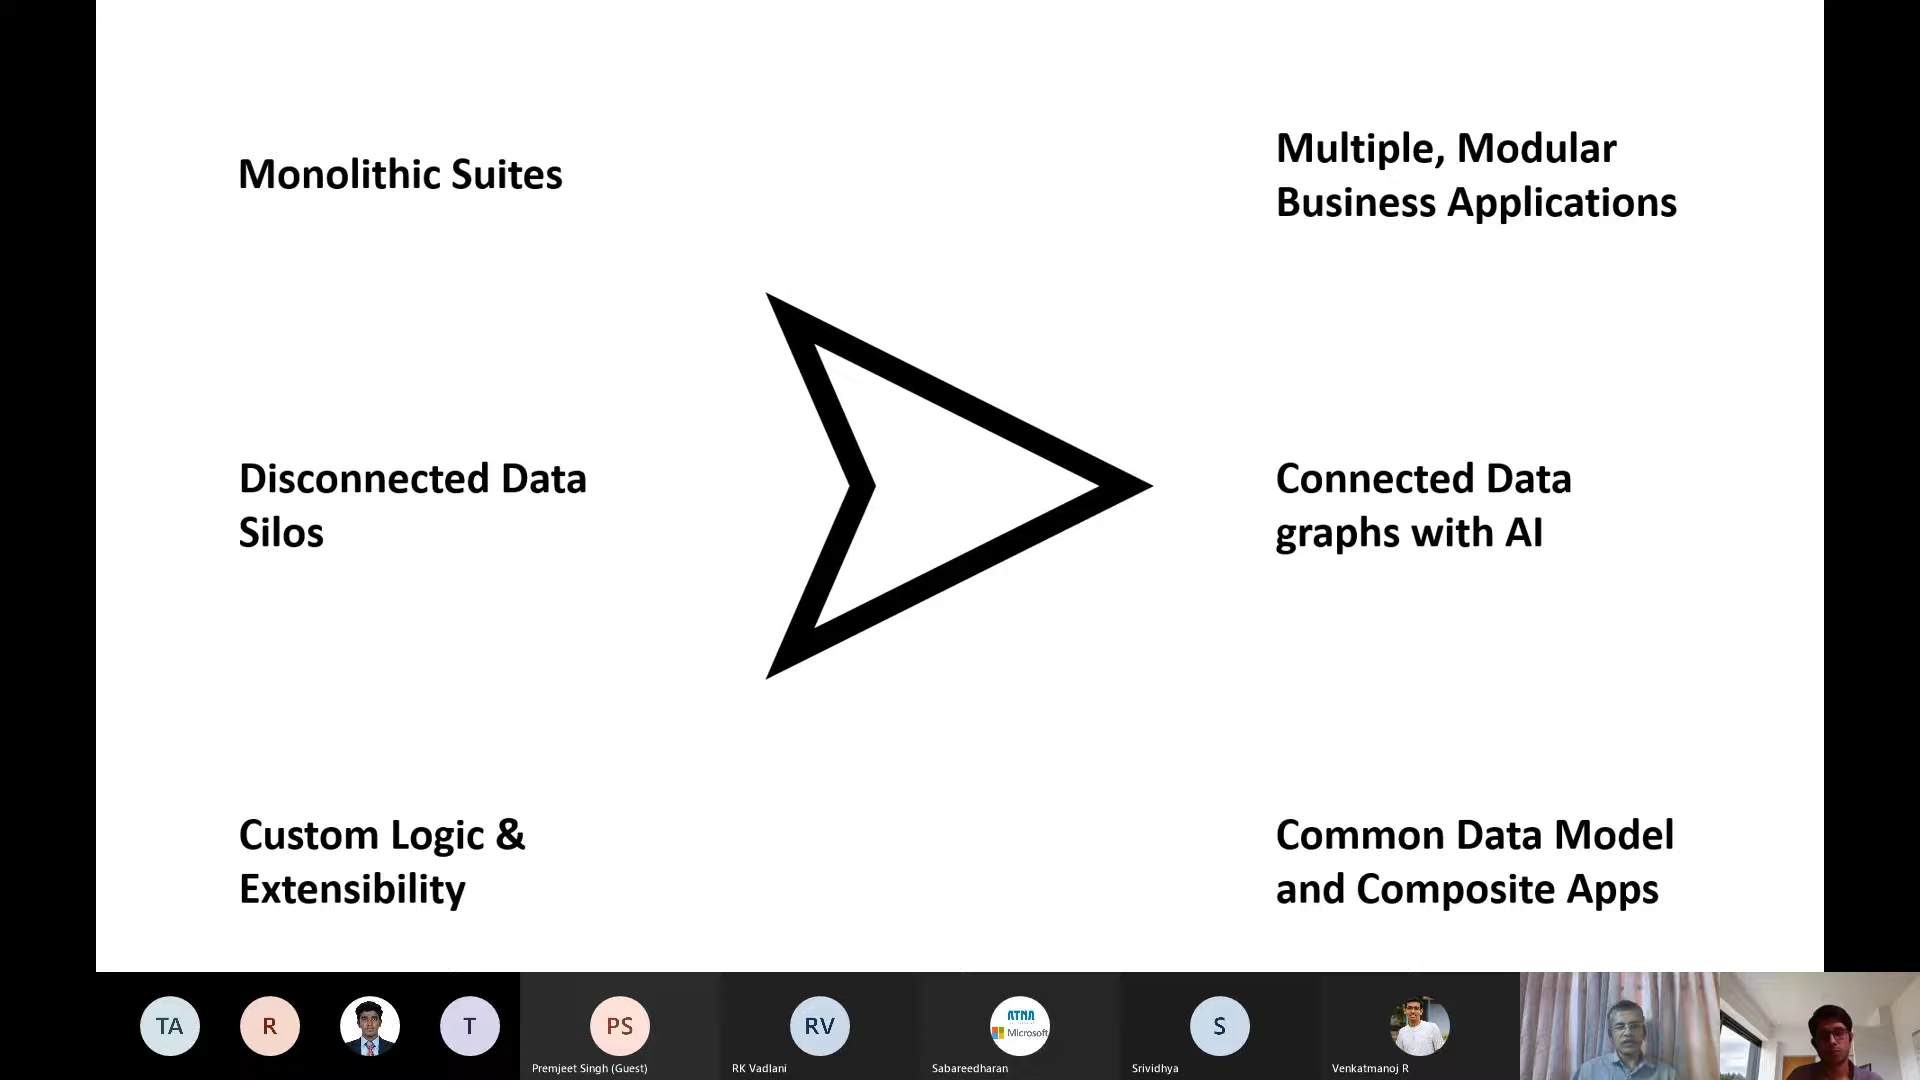 Monolithic Suites
Multiple, Modular
Business Applications
Disconnected Data
Silos
Connected Data
graphs with AI
Custom Logic &
Extensibility
Common Data Model
and Composite Apps
TA
R
T
PS
Premjeet Singh (Guest)
RV
RK Vadlani
ATNA
Microsoft
Sabareedharan
S
Srividhya
Venkatmanoj R